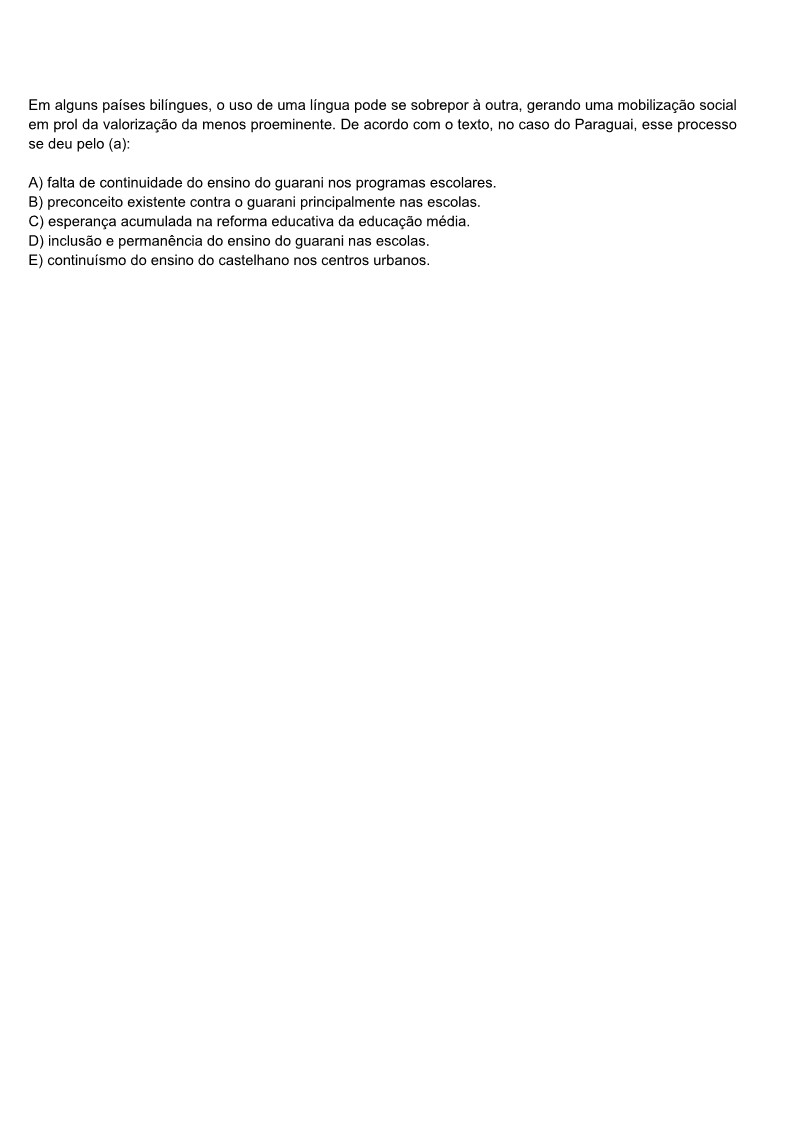 Em alguns países bilíngues, o uso de uma língua pode se sobrepor à outra, gerando uma mobilização social
em prol da valorização da menos proeminente. De acordo com o texto, no caso do Paraguai, esse processo
se deu pelo (a):
A) falta de continuidade do ensino do guarani nos programas escolares.
B) preconceito existente contra o guarani principalmente nas escolas.
C) esperança acumulada na reforma educativa da educação média.
D) inclusão e permanência do ensino do guarani nas escolas.
E) continuísmo do ensino do castelhano nos centros urbanos.